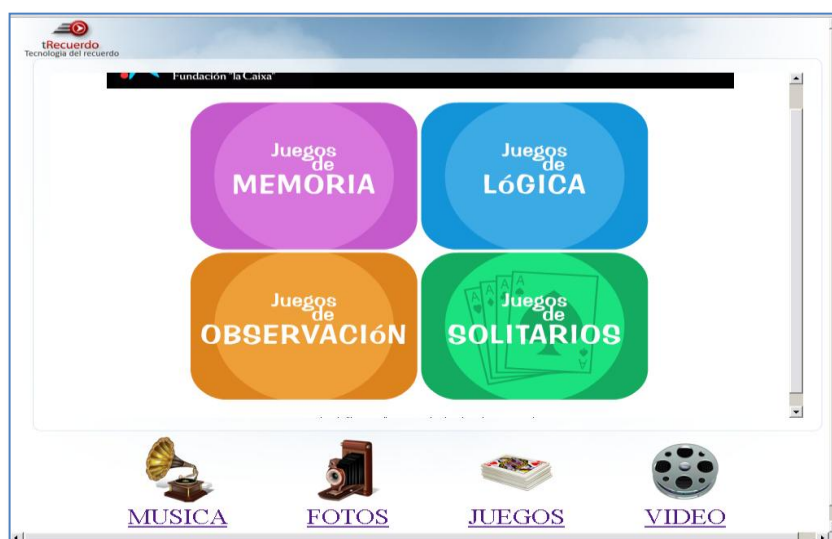 tRecuerdo
Tecnologia del recuerdo
Fundación "la Caixa"
Juegos
de
MEMORIA
Juegos
de
LóGICA
Juegos
de
OBSERVACIóN
Juegos
de
SOLITARIOS
A A A A
MUSICA
FOTOS
JUEGOS
VIDEO